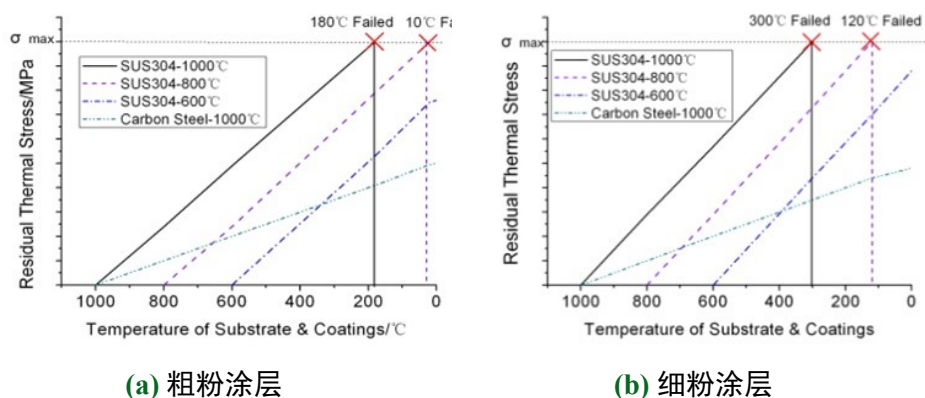 180℃ Failed 10℃ Fa
σ max
SUS304-1000℃
SUS304-800℃
SUS304-600℃
Carbon Steel-1000℃
Residual Thermal Stress/MPa
1000 800 600 400 200 0
Temperature of Substrate & Coatings/℃
(a) 粗粉涂层
300℃ Failed 120℃ Failed
σ max
SUS304-1000℃
SUS304-800℃
SUS304-600℃
Carbon Steel-1000℃
Residual Thermal Stress
1000 800 600 400 200 0
Temperature of Substrate & Coatings
(b) 细粉涂层